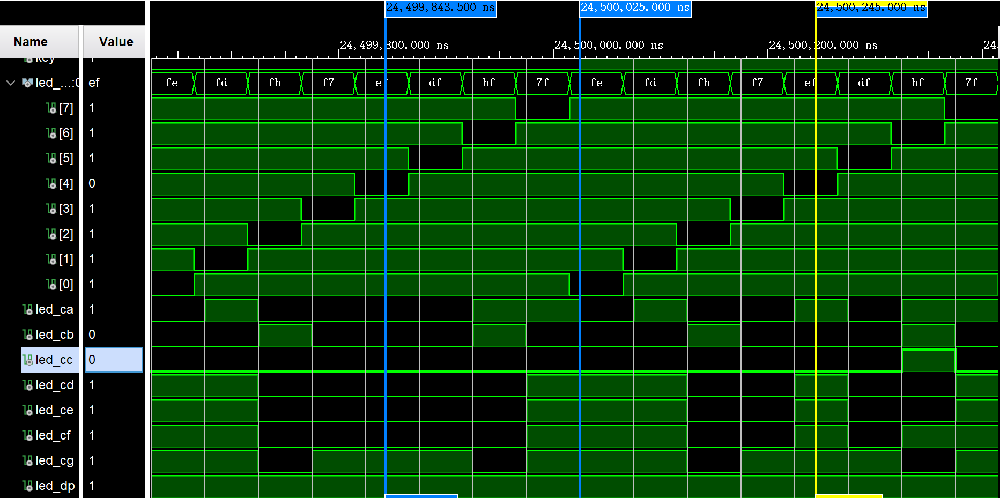 24,499,843.500 ns 24,500,025.000 ns 24,500,245.000 ns
Name Value 24,499,800.000 ns 24,500,000.000 ns 24,500,200.000 ns 24,
key 1
led_...:0 ef fe fd fb f7 ef df bf 7f fe fd fb f7 ef df bf 7f
[7] 1
[6] 1
[5] 1
[4] 0
[3] 1
[2] 1
[1] 1
[0] 1
led_ca 1
led_cb 0
led_cc 0
led_cd 1
led_ce 1
led_cf 1
led_cg 1
led_dp 1